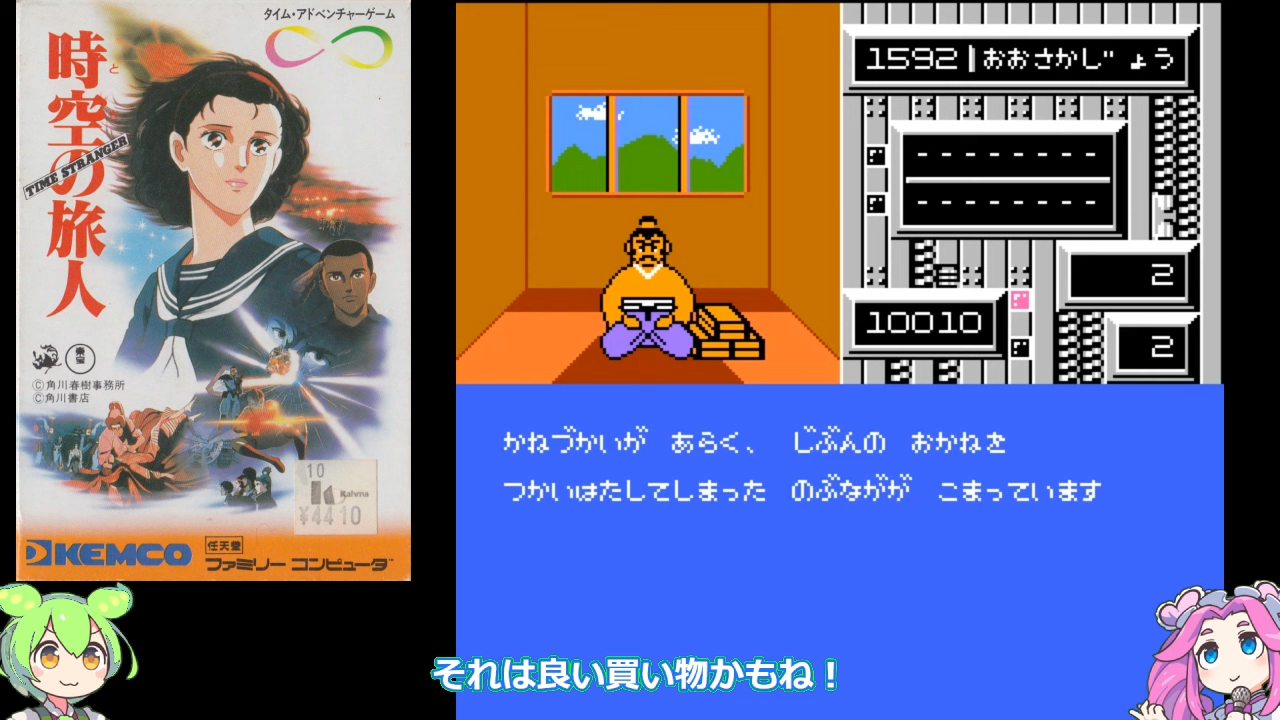 タイム・アドベンチャーゲーム
時空の旅人
と
TIME STRANGER
©角川春樹事務所
©角川書店
10
Kahma
¥4410
KEMCO
任天堂
ファミリーコンピュータ™
1592 おおさかじょう
--------
--------
2
10010
2
かねづかいが あらく、 じぶんの おかねを
つかいはたしてしまった のぶながが こまっています
それは良い買い物かもね！